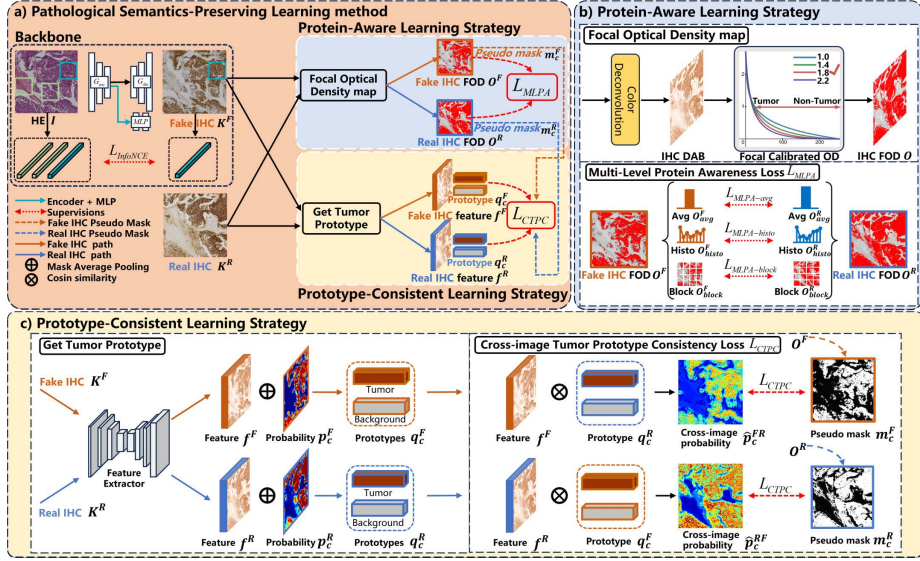 a) Pathological Semantics-Preserving Learning method
Backbone
HE I
G_enc
G_dec
MLP
Fake IHC K^F
L_InfoNCE
Encoder + MLP
Supervisions
Fake IHC Pseudo Mask
Real IHC Pseudo Mask
Fake IHC path
Real IHC path
Mask Average Pooling
Cosin similarity
Real IHC K^R
Protein-Aware Learning Strategy
Focal Optical Density map
Pseudo mask m_c^F
Fake IHC FOD O^F
L_MLPA
Pseudo mask m_c^R
Real IHC FOD O^R
Get Tumor Prototype
Prototype q_c^F
Fake IHC feature f^F
L_CTPC
Prototype q_c^R
Real IHC feature f^R
Prototype-Consistent Learning Strategy
b) Protein-Aware Learning Strategy
Focal Optical Density map
Color Deconvolution
IHC DAB
1.0
1.4
1.8
2.2
Tumor Non-Tumor
0 100 200
Focal Calibrated OD
IHC FOD O
Multi-Level Protein Awareness Loss L_MLPA
Avg O_avg^F
L_MLPA-avg
Avg O_avg^R
Histo O_histo^F
L_MLPA-histo
Histo O_histo^R
Block O_block^F
L_MLPA-block
Block O_block^R
Fake IHC FOD O^F
Real IHC FOD O^R
c) Prototype-Consistent Learning Strategy
Get Tumor Prototype
Fake IHC K^F
Feature Extractor
Real IHC K^R
Feature f^F
Probability p_c^F
Tumor
Background
Prototypes q_c^F
Feature f^R
Probability p_c^R
Tumor
Background
Prototypes q_c^R
Cross-image Tumor Prototype Consistency Loss L_CTPC
O^F
Feature f^F
Prototype q_c^R
Cross-image probability p̂_c^FR
L_CTPC
Pseudo mask m_c^F
O^R
Feature f^R
Prototype q_c^F
Cross-image probability p̂_c^RF
L_CTPC
Pseudo mask m_c^R